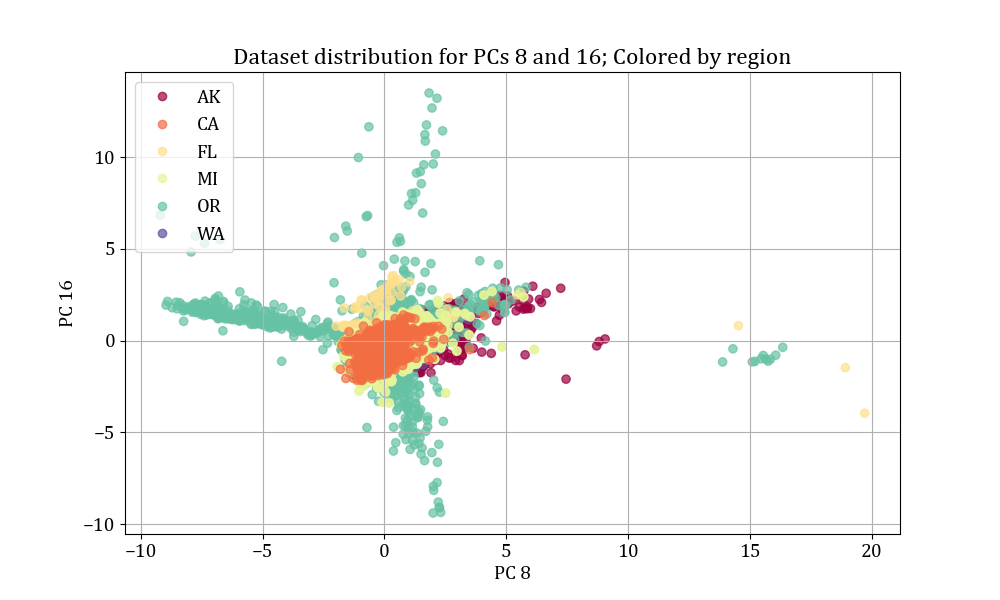 Dataset distribution for PCs 8 and 16; Colored by region
AK
CA
FL
MI
OR
WA
10
5
0
−5
−10
PC 16
−10
−5
0
5
10
15
20
PC 8